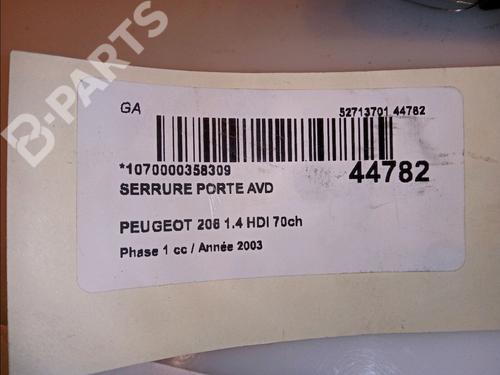 B-PARTS
GA
52713701 44782
*1070000358309
44782
SERRURE PORTE AVD
PEUGEOT 206 1.4 HDI 70ch
Phase 1 cc / Année 2003